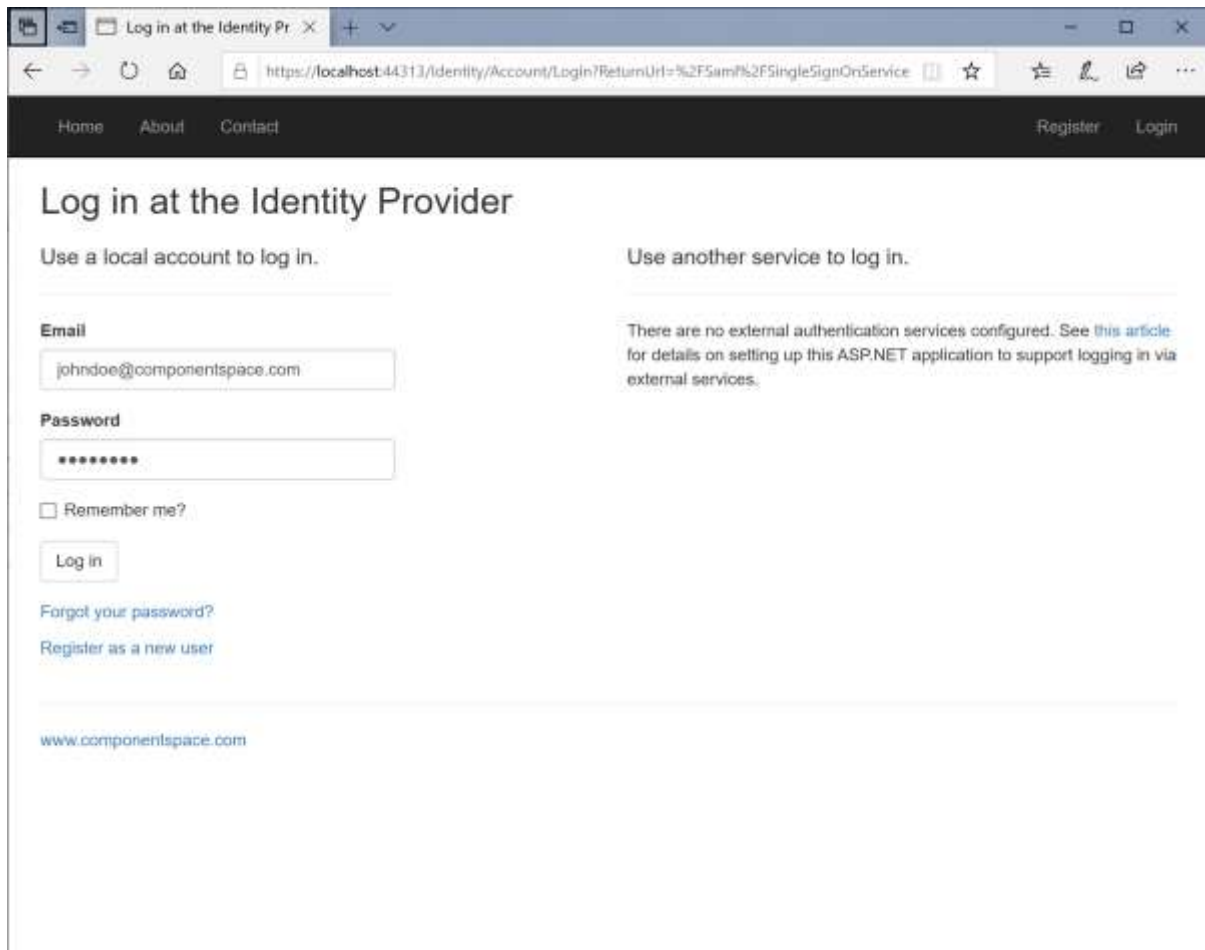 Log in at the Identity Pr
https://localhost:44313/Identity/Account/Login?ReturnUrl=%2FSaml%2FSingleSignOnService
Home About Contact Register Login
Log in at the Identity Provider
Use a local account to log in.
Email
johndoe@componentspace.com
Password
••••••••
Remember me?
Log in
Forgot your password?
Register as a new user
Use another service to log in.
There are no external authentication services configured. See this article
for details on setting up this ASP.NET application to support logging in via
external services.
www.componentspace.com